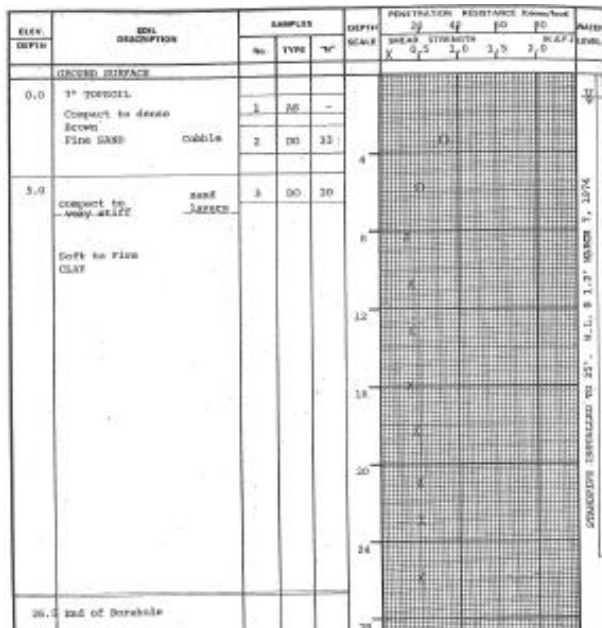 ELEV.
DEPTH
SOIL
DESCRIPTION
SAMPLES
No. TYPE "N"
DEPTH
SCALE
PENETRATION RESISTANCE
20 40 60 80
SHEAR STRENGTH (K.S.F.)
X 0.5 1.0 1.5 2.0
WATER
LEVEL
GROUND SURFACE
0.0 7" TOPSOIL
Compact to dense
Brown
Fine SAND Cobble
1 AS -
2 DO 33
4
5.0 compact to sand
very stiff layers
3 DO 20
8
Soft to Firm
CLAY
12
16
20
24
26.5 End of Borehole
28
STANDPIPE INSTALLED TO 25'. W.L. @ 1.2' MARCH 7, 1974